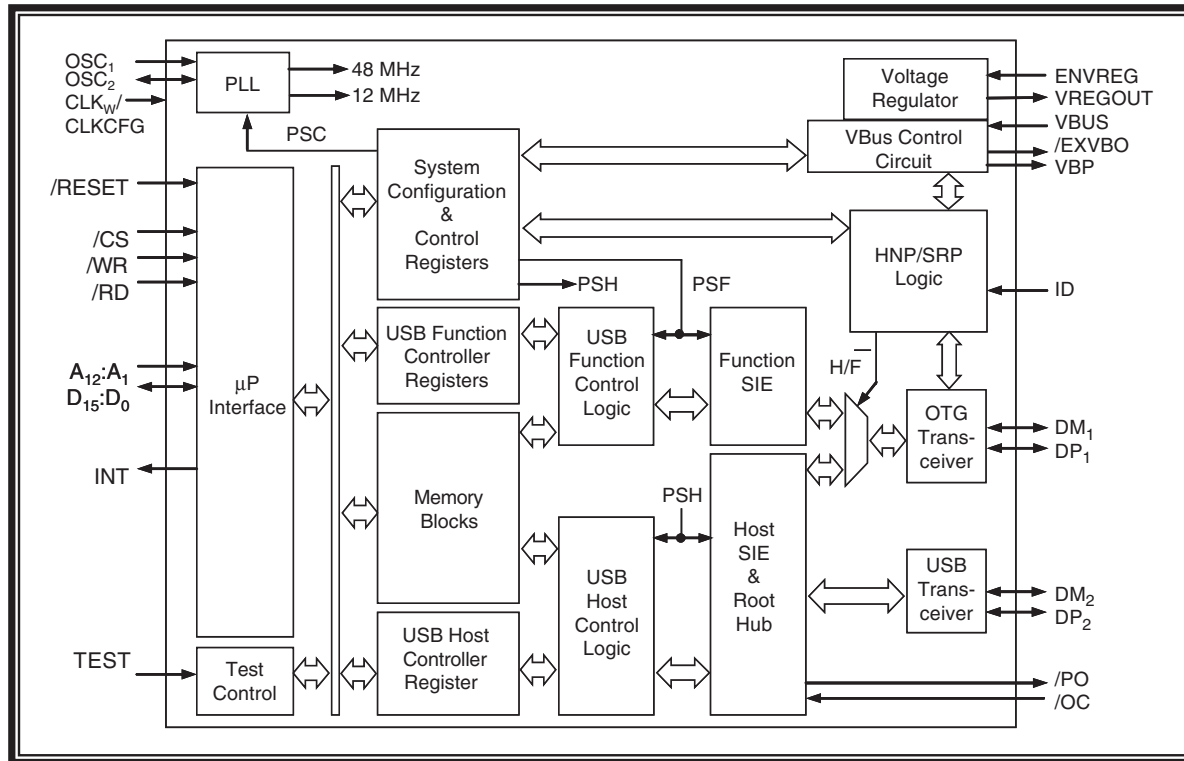 OSC₁
OSC₂
CLK_W/
CLKCFG
PLL
48 MHz
12 MHz
PSC
/RESET
/CS
/WR
/RD
A₁₂:A₁
D₁₅:D₀
INT
TEST
μP
Interface
Test
Control
System
Configuration
&
Control
Registers
USB Function
Controller
Registers
Memory
Blocks
USB Host
Controller
Register
PSH
PSF
USB
Function
Control
Logic
Function
SIE
PSH
USB
Host
Control
Logic
Host
SIE
&
Root
Hub
Voltage
Regulator
VBus Control
Circuit
HNP/SRP
Logic
H/F̅
OTG
Trans-
ceiver
USB
Trans-
ceiver
ENVREG
VREGOUT
VBUS
/EXVBO
VBP
ID
DM₁
DP₁
DM₂
DP₂
/PO
/OC